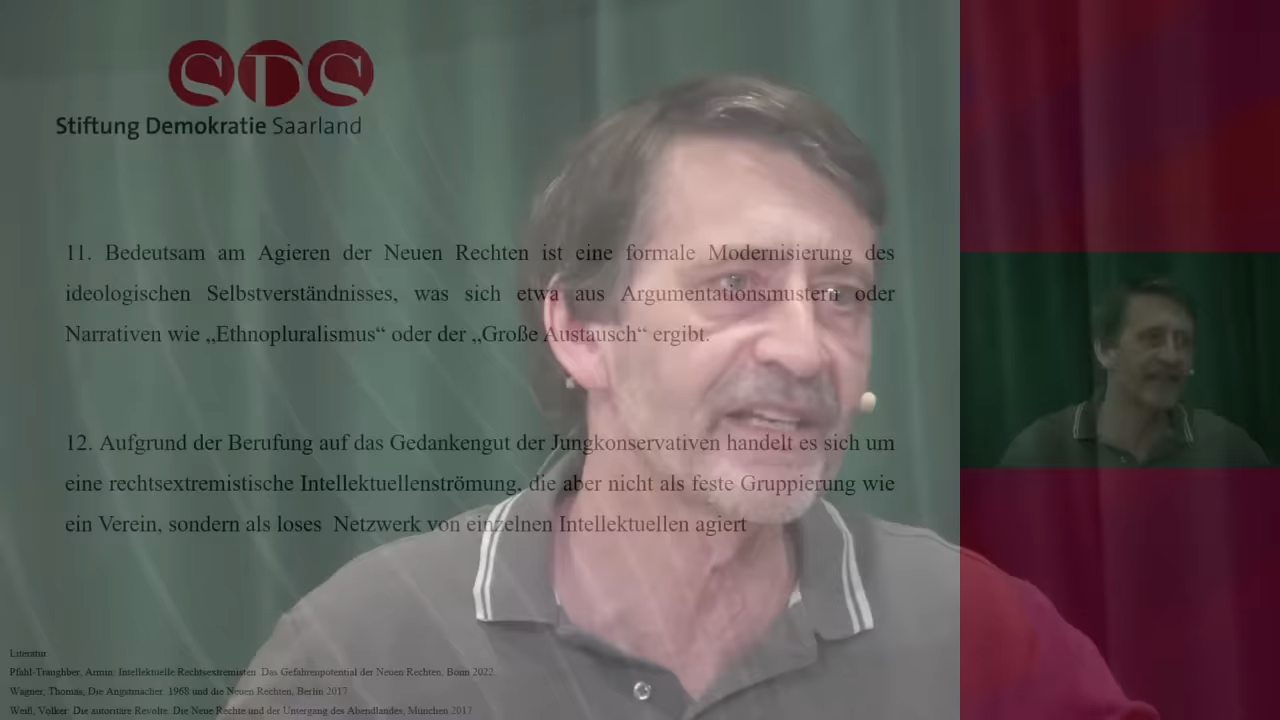 SDS
Stiftung Demokratie Saarland
11. Bedeutsam am Agieren der Neuen Rechten ist eine formale Modernisierung des
ideologischen Selbstverständnisses, was sich etwa aus Argumentationsmustern oder
Narrativen wie „Ethnopluralismus“ oder der „Große Austausch“ ergibt.
12. Aufgrund der Berufung auf das Gedankengut der Jungkonservativen handelt es sich um
eine rechtsextremistische Intellektuellenströmung, die aber nicht als feste Gruppierung wie
ein Verein, sondern als loses Netzwerk von einzelnen Intellektuellen agiert
Literatur
Pfahl-Traughber, Armin: Intellektuelle Rechtsextremisten. Das Gefahrenpotential der Neuen Rechten, Bonn 2022.
Wagner, Thomas, Die Angstmacher. 1968 und die Neuen Rechten, Berlin 2017
Weiß, Volker: Die autoritäre Revolte. Die Neue Rechte und der Untergang des Abendlandes, München 2017